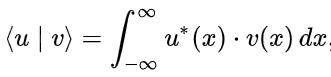 ⟨u | v⟩ = ∫_{-∞}^{∞} u*(x) · v(x) dx,